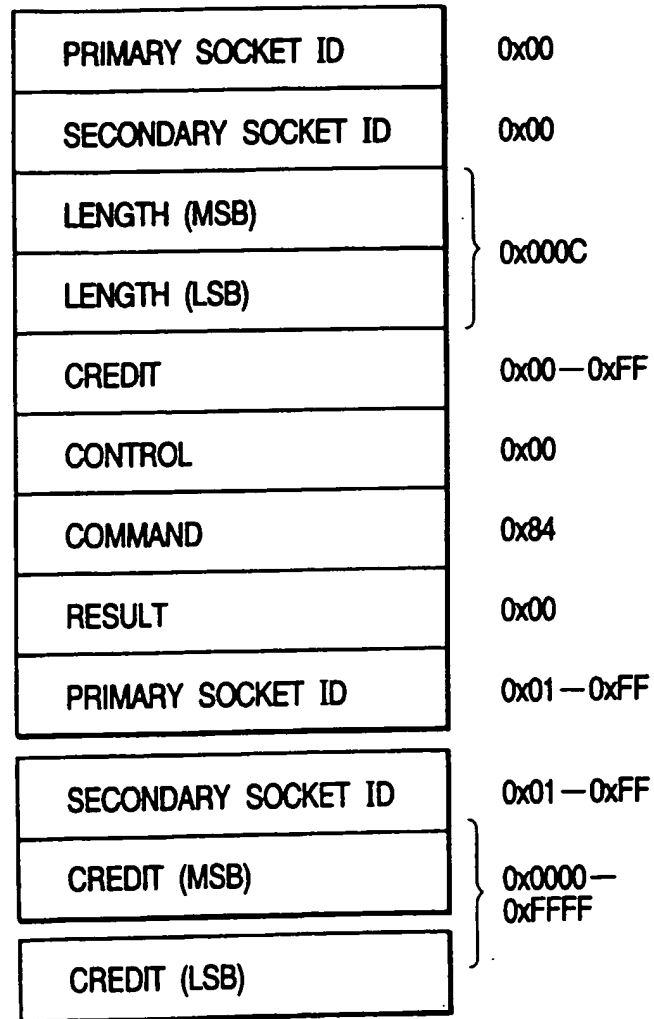 PRIMARY SOCKET ID 0x00
SECONDARY SOCKET ID 0x00
LENGTH (MSB)
0x000C
LENGTH (LSB)
CREDIT 0x00—0xFF
CONTROL 0x00
COMMAND 0x84
RESULT 0x00
PRIMARY SOCKET ID 0x01—0xFF
SECONDARY SOCKET ID 0x01—0xFF
CREDIT (MSB) 0x0000—
0xFFFF
CREDIT (LSB)